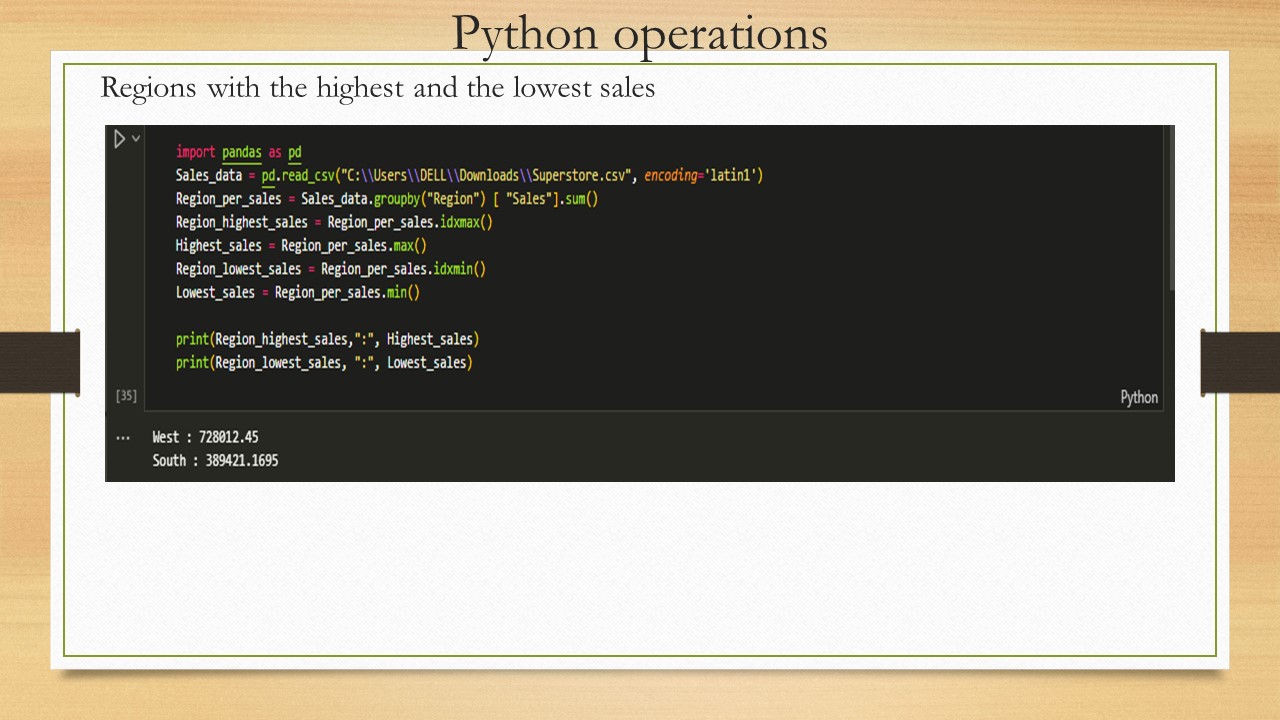 Python operations
Regions with the highest and the lowest sales
import pandas as pd
Sales_data = pd.read_csv("C:\\Users\\DELL\\Downloads\\Superstore.csv", encoding='latin1')
Region_per_sales = Sales_data.groupby("Region") [ "Sales"].sum()
Region_highest_sales = Region_per_sales.idxmax()
Highest_sales = Region_per_sales.max()
Region_lowest_sales = Region_per_sales.idxmin()
Lowest_sales = Region_per_sales.min()
print(Region_highest_sales,":", Highest_sales)
print(Region_lowest_sales, ":", Lowest_sales)
[35]
Python
... West : 728012.45
South : 389421.1695